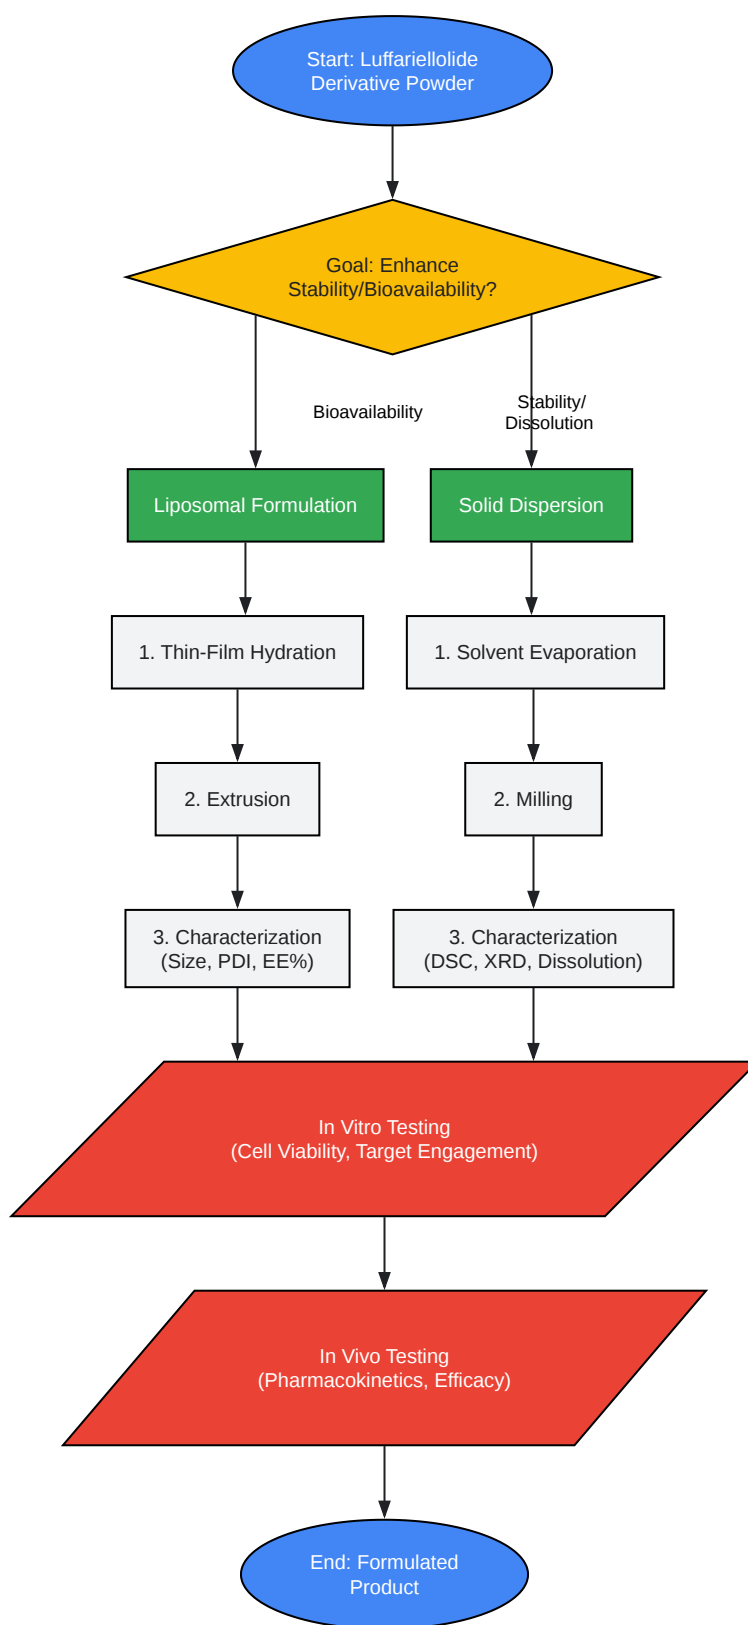 Start: Luffariellolide
Derivative Powder
Goal: Enhance
Stability/Bioavailability?
Bioavailability
Stability/
Dissolution
Liposomal Formulation
Solid Dispersion
1. Thin-Film Hydration
1. Solvent Evaporation
2. Extrusion
2. Milling
3. Characterization
(Size, PDI, EE%)
3. Characterization
(DSC, XRD, Dissolution)
In Vitro Testing
(Cell Viability, Target Engagement)
In Vivo Testing
(Pharmacokinetics, Efficacy)
End: Formulated
Product